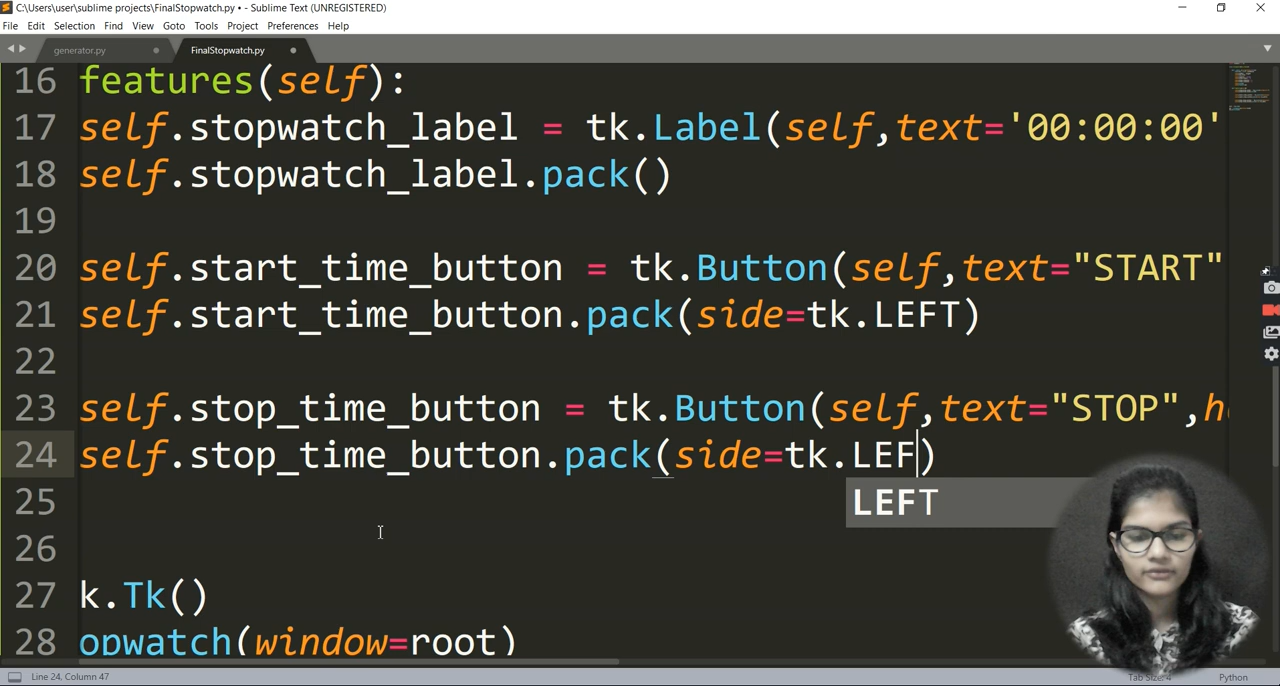 C:\Users\user\sublime projects\FinalStopwatch.py • - Sublime Text (UNREGISTERED)
File Edit Selection Find View Goto Tools Project Preferences Help
generator.py FinalStopwatch.py
16 features(self):
17 self.stopwatch_label = tk.Label(self,text='00:00:00'
18 self.stopwatch_label.pack()
19
20 self.start_time_button = tk.Button(self,text="START"
21 self.start_time_button.pack(side=tk.LEFT)
22
23 self.stop_time_button = tk.Button(self,text="STOP",h
24 self.stop_time_button.pack(side=tk.LEF)
25 LEFT
26
27 k.Tk()
28 opwatch(window=root)
Line 24, Column 47 Tab Size: 4 Python